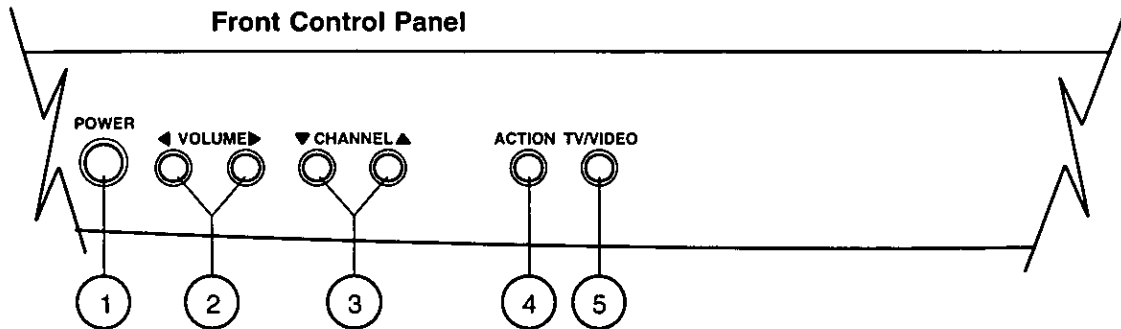 Front Control Panel
POWER ◀ VOLUME ▶ ▼ CHANNEL ▲ ACTION TV/VIDEO
1 2 3 4 5